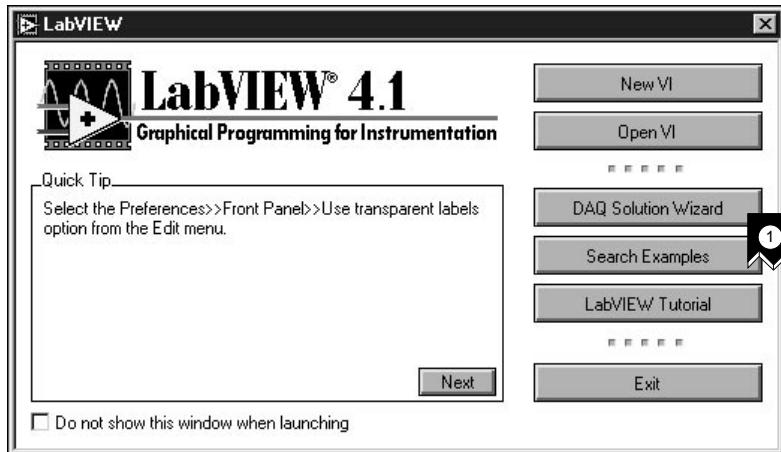 LabVIEW
LabVIEW® 4.1
Graphical Programming for Instrumentation
Quick Tip
Select the Preferences>>Front Panel>>Use transparent labels
option from the Edit menu.
Next
Do not show this window when launching
New VI
Open VI
DAQ Solution Wizard
1
Search Examples
LabVIEW Tutorial
Exit